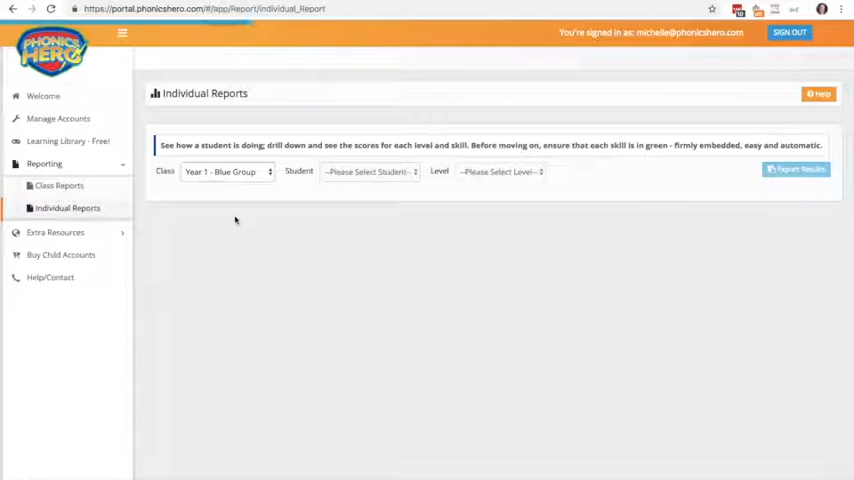 https://portal.phonicshero.com/#/app/Report/individual_Report
PHONICS
HERO
You're signed in as: michelle@phonicshero.com
SIGN OUT
Welcome
Manage Accounts
Learning Library - Free!
Reporting
Class Reports
Individual Reports
Extra Resources
Buy Child Accounts
Help/Contact
Individual Reports
Help
See how a student is doing; drill down and see the scores for each level and skill. Before moving on, ensure that each skill is in green - firmly embedded, easy and automatic.
Class Year 1 - Blue Group Student --Please Select Student-- Level --Please Select Level-- Export Results